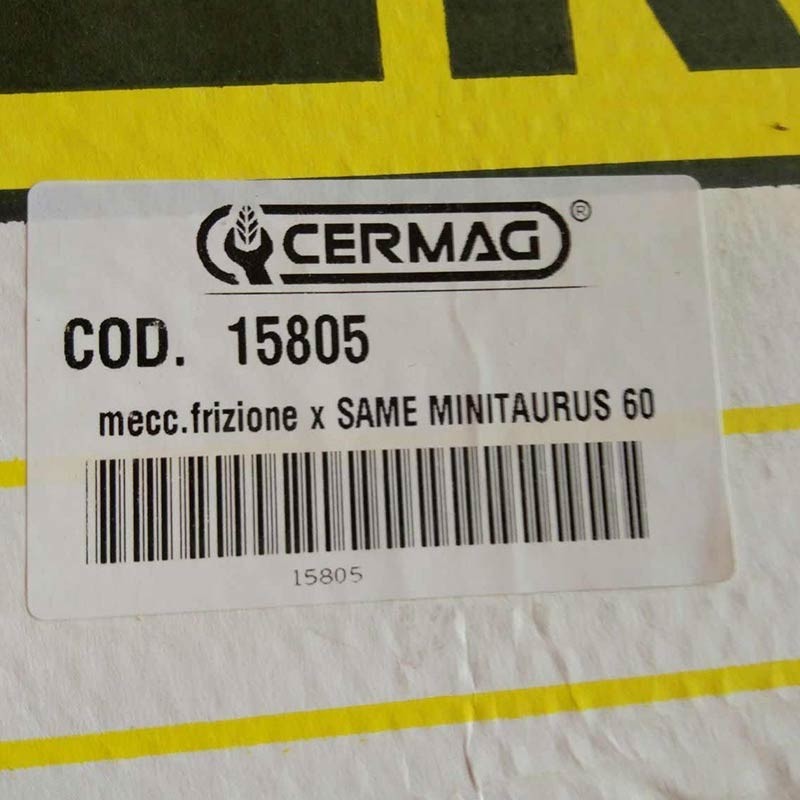 CERMAG®
COD. 15805
mecc.frizione x SAME MINITAURUS 60
15805